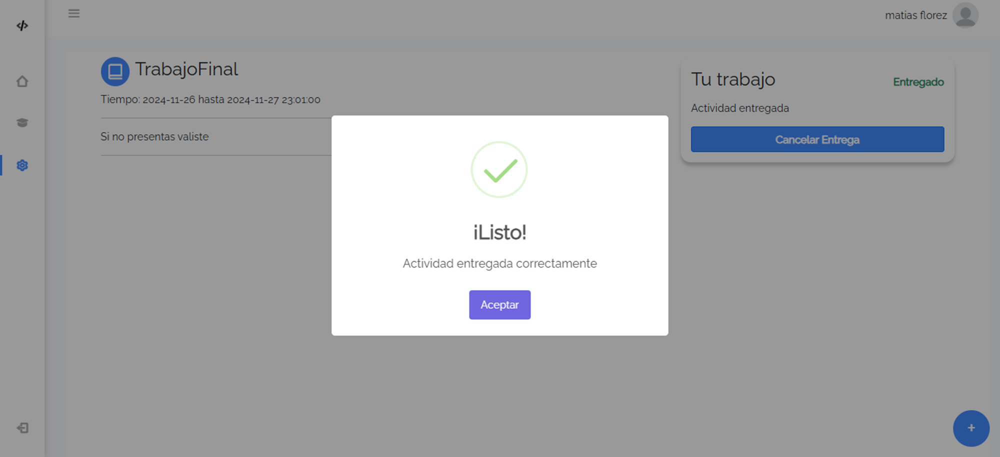 matias florez
TrabajoFinal
Tiempo: 2024-11-26 hasta 2024-11-27 23:01:00
Si no presentas valiste
Tu trabajo
Entregado
Actividad entregada
Cancelar Entrega
¡Listo!
Actividad entregada correctamente
Aceptar
+